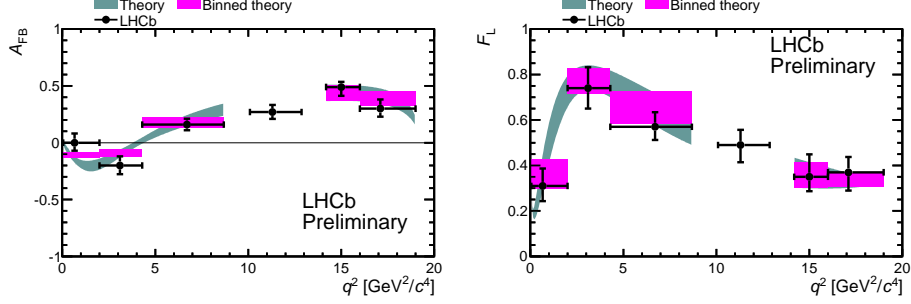 Theory Binned theory
LHCb
A_FB
1
0.5
0
-0.5
-1
0 5 10 15 20
q² [GeV²/c⁴]
LHCb
Preliminary
Theory Binned theory
LHCb
F_L
1
0.8
0.6
0.4
0.2
0
0 5 10 15 20
q² [GeV²/c⁴]
LHCb
Preliminary